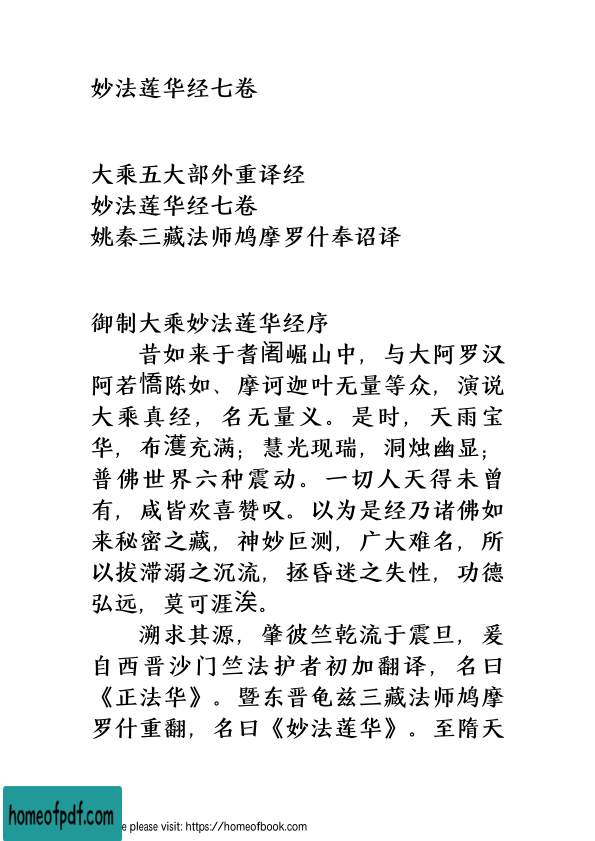 妙法莲华经七卷
大乘五大部外重译经
妙法莲华经七卷
姚秦三藏法师鸠摩罗什奉诏译
御制大乘妙法莲华经序
昔如来于耆阇崛山中，与大阿罗汉
阿若憍陈如、摩诃迦叶无量等众，演说
大乘真经，名无量义。是时，天雨宝
华，布濩充满；慧光现瑞，洞烛幽显；
普佛世界六种震动。一切人天得未曾
有，咸皆欢喜赞叹。以为是经乃诸佛如
来秘密之藏，神妙叵测，广大难名，所
以拔滞溺之沉流，拯昏迷之失性，功德
弘远，莫可涯涘。
溯求其源，肇彼竺乾流于震旦，爰
自西晋沙门竺法护者初加翻译，名曰
《正法华》。暨东晋龟兹三藏法师鸠摩
罗什重翻，名曰《妙法莲华》。至隋天
homeofpdf.com
e please visit: https://homeofbook.com